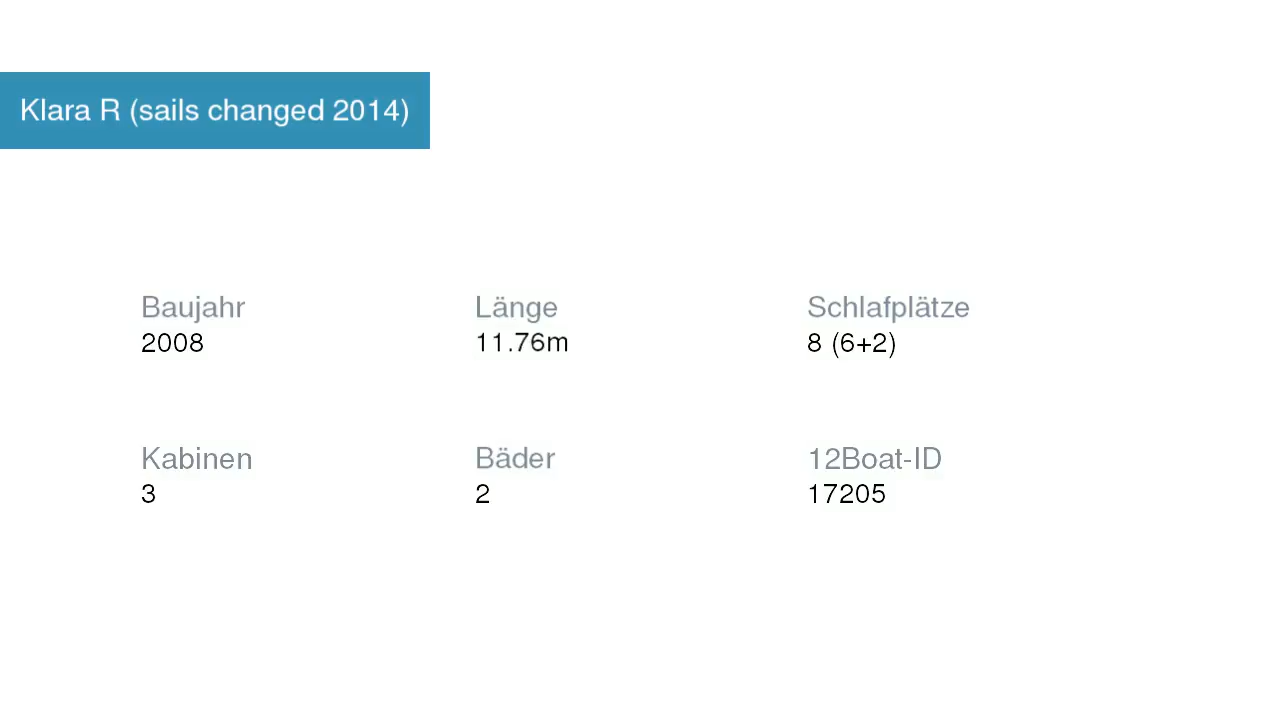 Klara R (sails changed 2014)
Baujahr
2008
Länge
11.76m
Schlafplätze
8 (6+2)
Kabinen
3
Bäder
2
12Boat-ID
17205